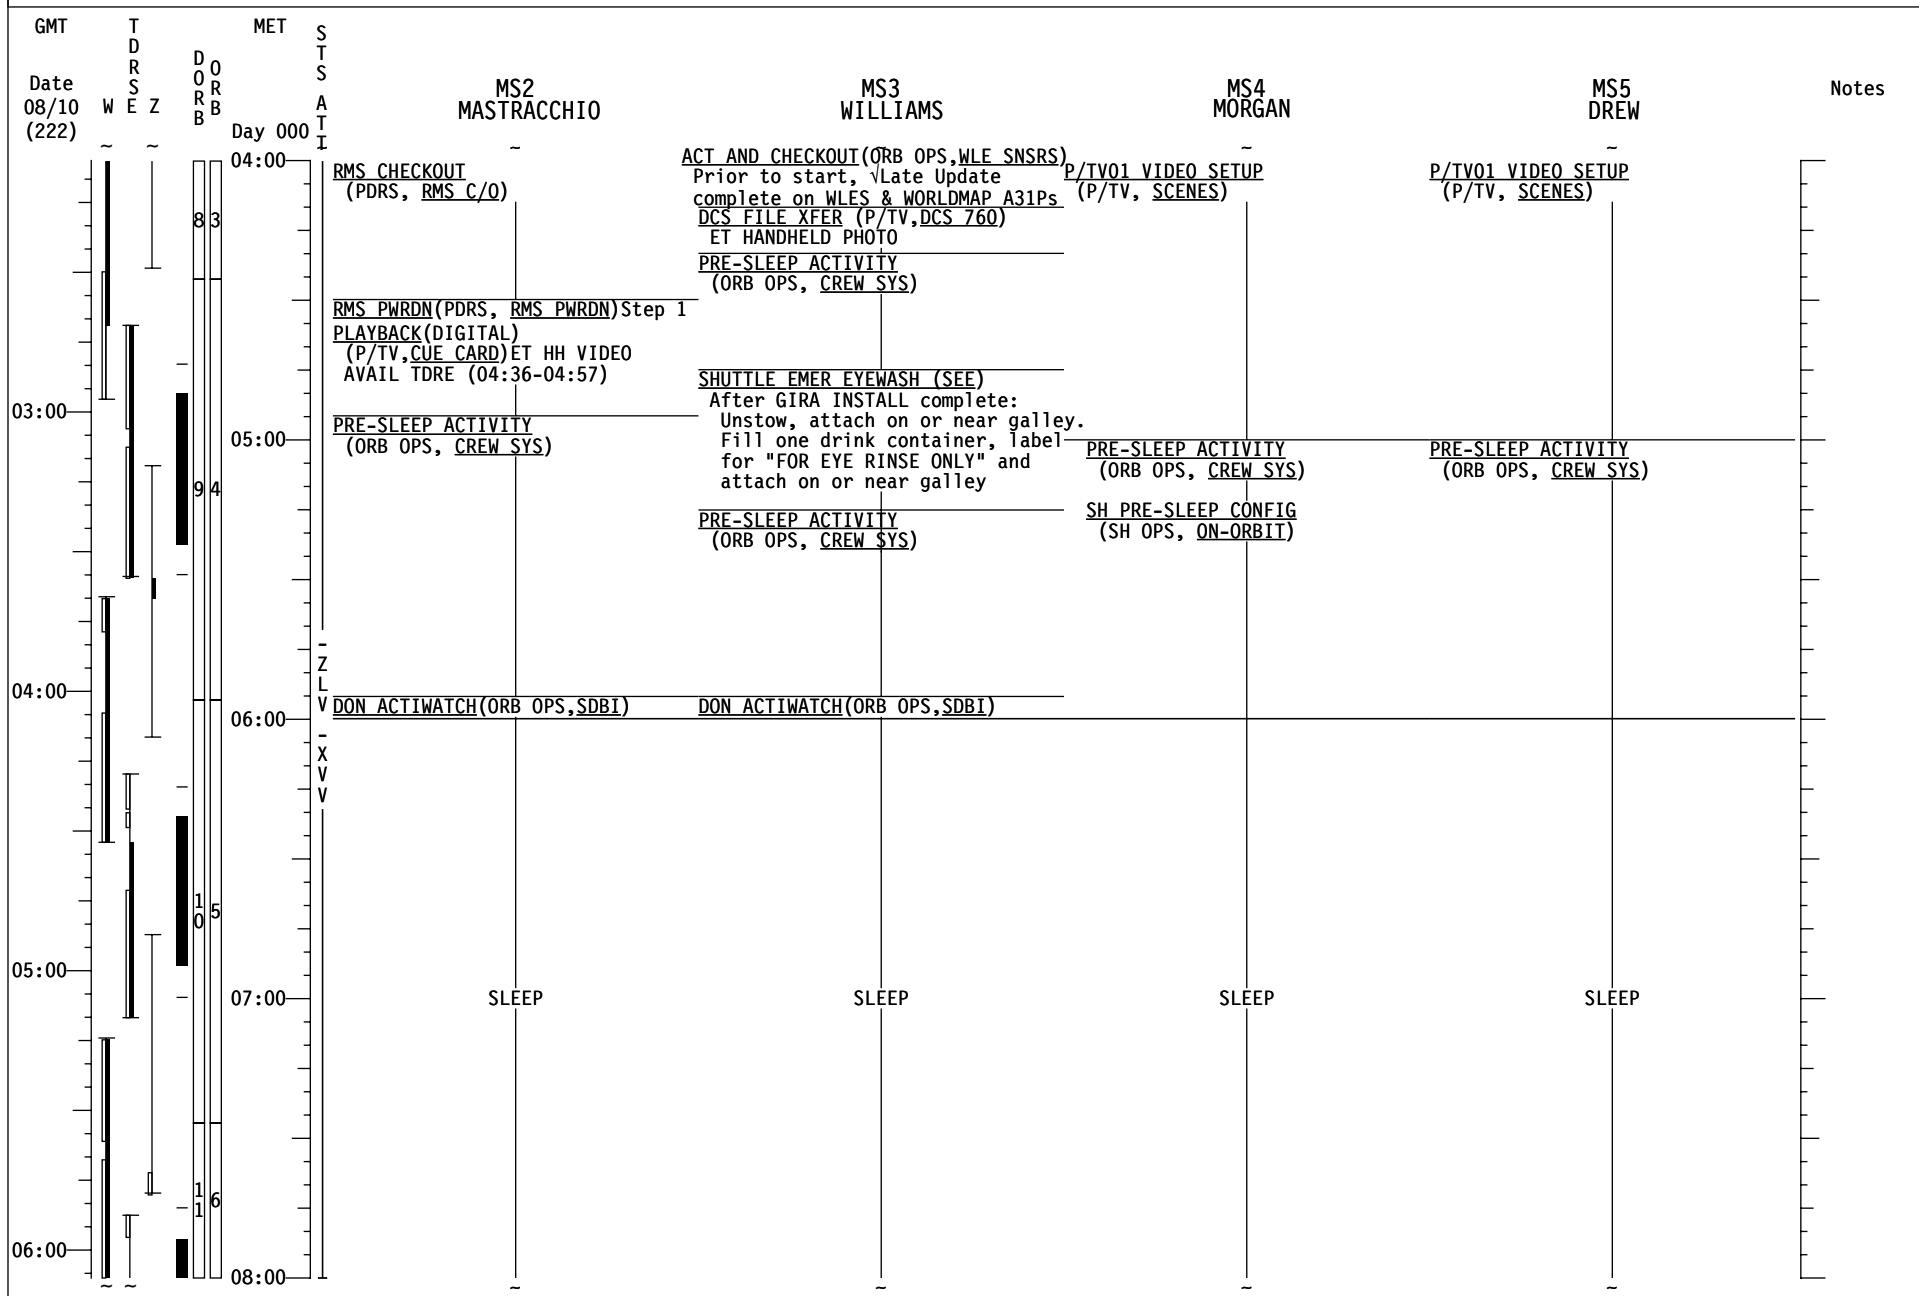 GMT
TDRS
MET
STS ATT
Date
08/10
(222)
W E Z
DORB
ORB
Day 000
MS2
MASTRACCHIO
MS3
WILLIAMS
MS4
MORGAN
MS5
DREW
Notes
~ ~ ~ ~ ~ ~
04:00
RMS CHECKOUT
(PDRS, RMS C/O)
ACT AND CHECKOUT(ORB OPS,WLE SNSRS)
Prior to start, √Late Update
complete on WLES & WORLDMAP A31Ps
DCS FILE XFER (P/TV,DCS 760)
ET HANDHELD PHOTO
PRE-SLEEP ACTIVITY
(ORB OPS, CREW SYS)
P/TV01 VIDEO SETUP
(P/TV, SCENES)
P/TV01 VIDEO SETUP
(P/TV, SCENES)
8 3
RMS PWRDN(PDRS, RMS PWRDN)Step 1
PLAYBACK(DIGITAL)
(P/TV,CUE CARD)ET HH VIDEO
AVAIL TDRE (04:36-04:57)
SHUTTLE EMER EYEWASH (SEE)
After GIRA INSTALL complete:
Unstow, attach on or near galley.
Fill one drink container, label
for "FOR EYE RINSE ONLY" and
attach on or near galley
03:00
05:00
PRE-SLEEP ACTIVITY
(ORB OPS, CREW SYS)
PRE-SLEEP ACTIVITY
(ORB OPS, CREW SYS)
PRE-SLEEP ACTIVITY
(ORB OPS, CREW SYS)
9 4
SH PRE-SLEEP CONFIG
(SH OPS, ON-ORBIT)
PRE-SLEEP ACTIVITY
(ORB OPS, CREW SYS)
-ZLV
-XVV
04:00
06:00
DON ACTIWATCH(ORB OPS,SDBI)
DON ACTIWATCH(ORB OPS,SDBI)
10 5
05:00
07:00
SLEEP
SLEEP
SLEEP
SLEEP
11 6
06:00
08:00
~ ~ ~ ~ ~ ~